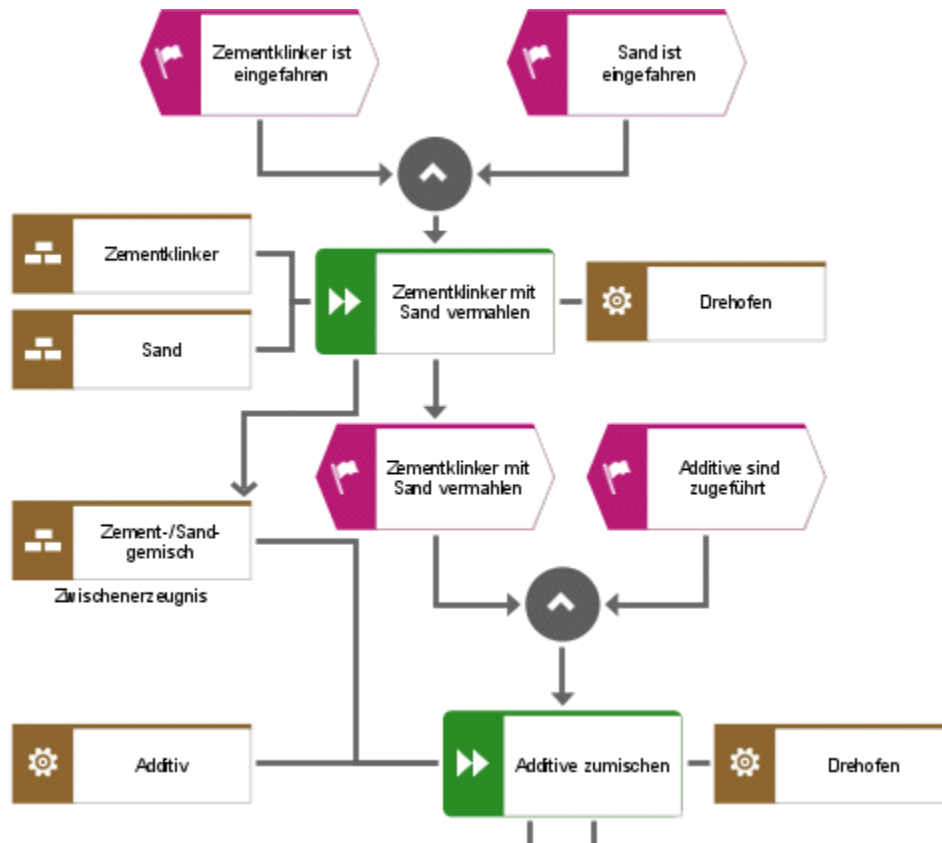 Zementklinker ist
eingefahren
Sand ist
eingefahren
Zementklinker
Zementklinker mit
Sand vermahlen
Drehofen
Sand
Zementklinker mit
Sand vermahlen
Additive sind
zugeführt
Zement-/Sand-
gemisch
Zwischenerzeugnis
Additiv
Additive zumischen
Drehofen